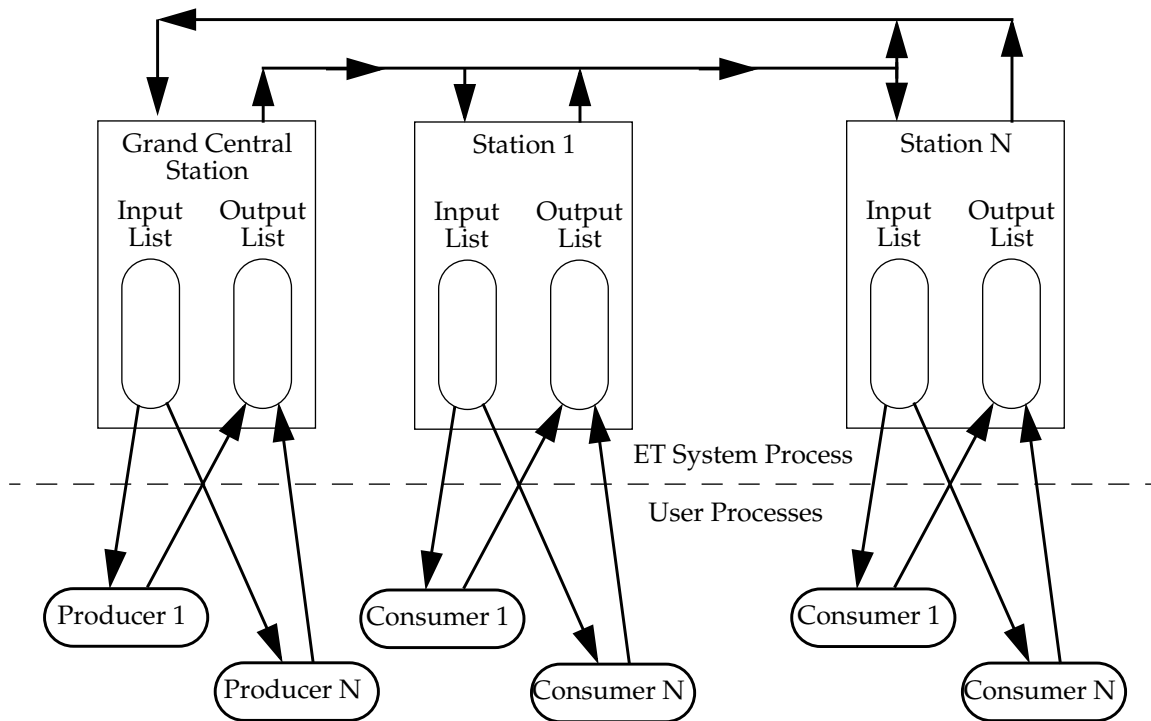 Grand Central
Station
Input
List
Output
List
Station 1
Input
List
Output
List
Station N
Input
List
Output
List
ET System Process
User Processes
Producer 1
Producer N
Consumer 1
Consumer N
Consumer 1
Consumer N